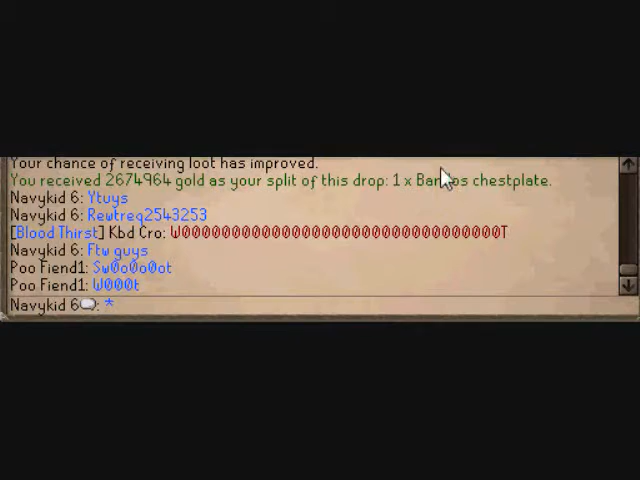 Your chance of receiving loot has improved.
You received 2674964 gold as your split of this drop: 1 x Bandos chestplate.
Navykid 6: Ytuys
Navykid 6: Rewtreq2543253
[Blood Thirst] Kbd Cro: W00000000000000000000000000000000000T
Navykid 6: Ftw guys
Poo Fiend1: Sw0o0o0ot
Poo Fiend1: W000t
Navykid 6: *